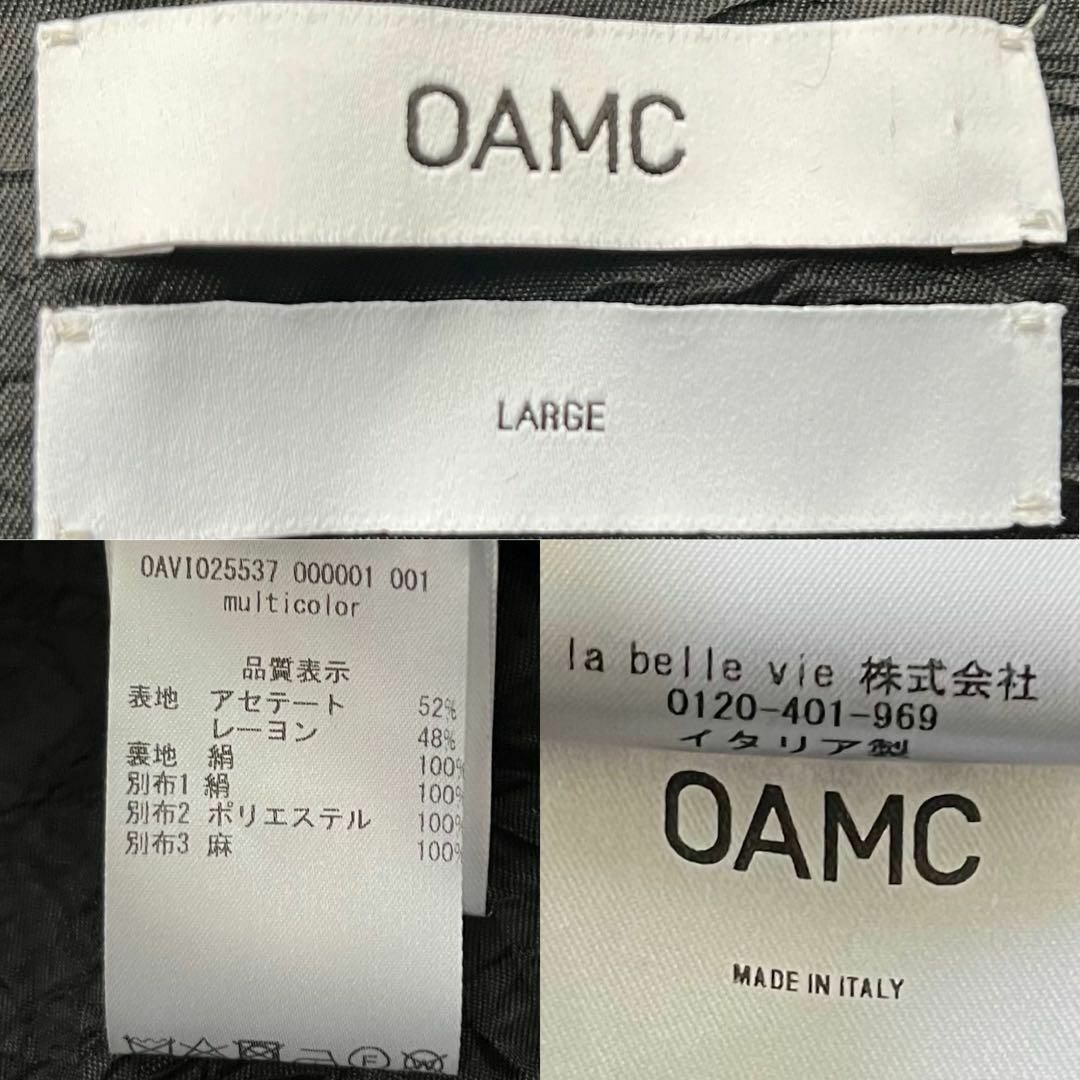 OAMC
LARGE
OAVI025537 000001 001
multicolor
品質表示
表地 アセテート 52%
レーヨン 48%
裏地 絹 100%
別布1 絹 100%
別布2 ポリエステル 100%
別布3 麻 100%
F
W
la belle vie 株式会社
0120-401-969
イタリア製
OAMC
MADE IN ITALY